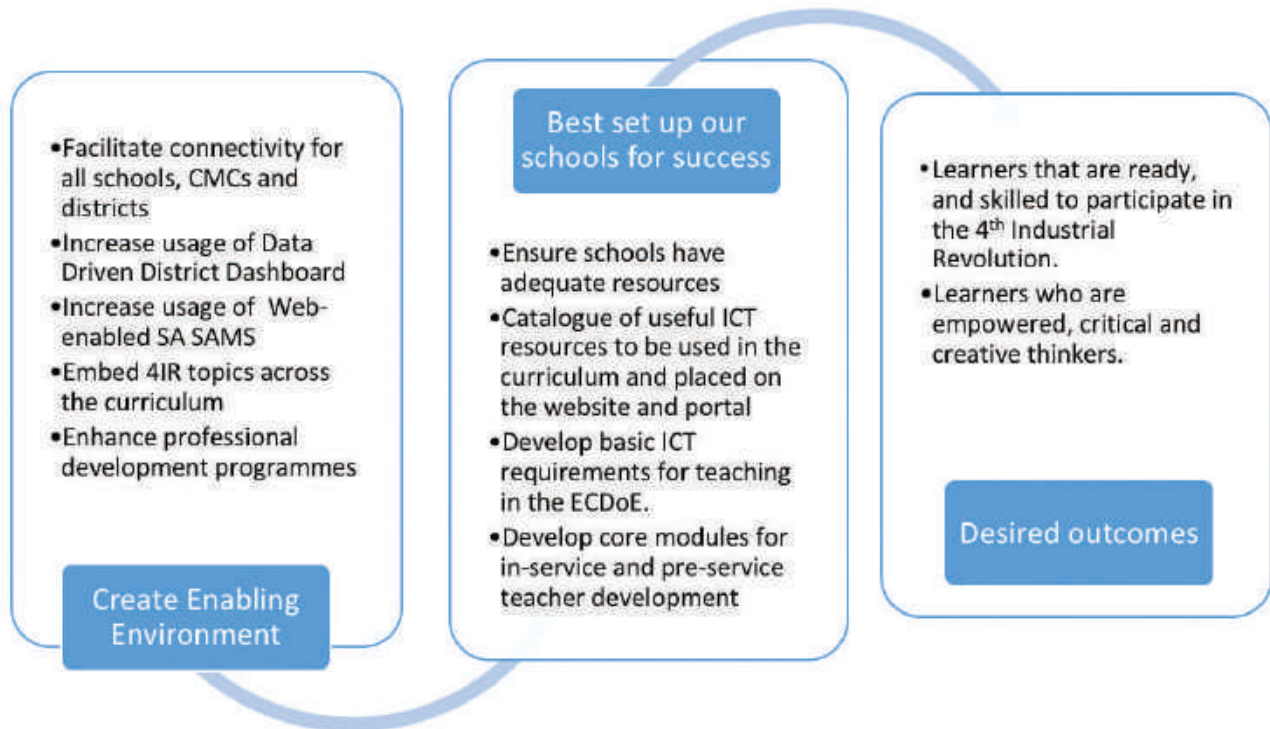 •Facilitate connectivity for
all schools, CMCs and
districts
•Increase usage of Data
Driven District Dashboard
•Increase usage of Web-
enabled SA SAMS
•Embed 4IR topics across
the curriculum
•Enhance professional
development programmes
Create Enabling
Environment
Best set up our
schools for success
•Ensure schools have
adequate resources
•Catalogue of useful ICT
resources to be used in the
curriculum and placed on
the website and portal
•Develop basic ICT
requirements for teaching
in the ECDoE.
•Develop core modules for
in-service and pre-service
teacher development
•Learners that are ready,
and skilled to participate in
the 4th Industrial
Revolution.
•Learners who are
empowered, critical and
creative thinkers.
Desired outcomes